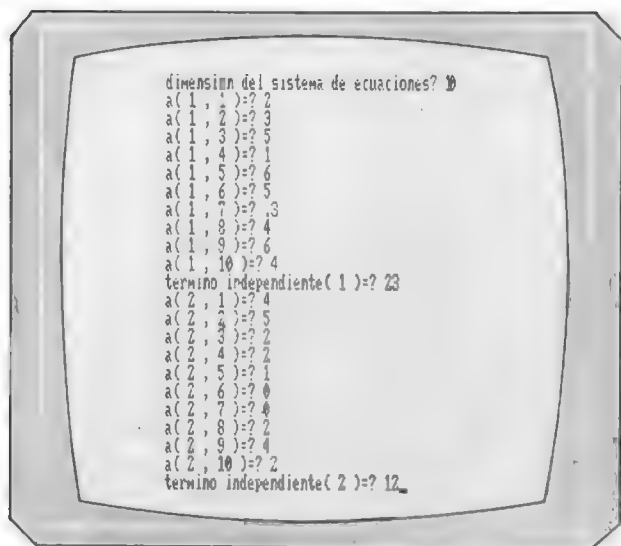 dimension del sistema de ecuaciones? 10
a( 1 , 1 )=? 2
a( 1 , 2 )=? 3
a( 1 , 3 )=? 5
a( 1 , 4 )=? 1
a( 1 , 5 )=? 6
a( 1 , 6 )=? 5
a( 1 , 7 )=? .3
a( 1 , 8 )=? 4
a( 1 , 9 )=? 6
a( 1 , 10 )=? 4
termino independiente( 1 )=? 23
a( 2 , 1 )=? 4
a( 2 , 2 )=? 5
a( 2 , 3 )=? 2
a( 2 , 4 )=? 2
a( 2 , 5 )=? 1
a( 2 , 6 )=? 0
a( 2 , 7 )=? 0
a( 2 , 8 )=? 2
a( 2 , 9 )=? 4
a( 2 , 10 )=? 2
termino independiente( 2 )=? 12_